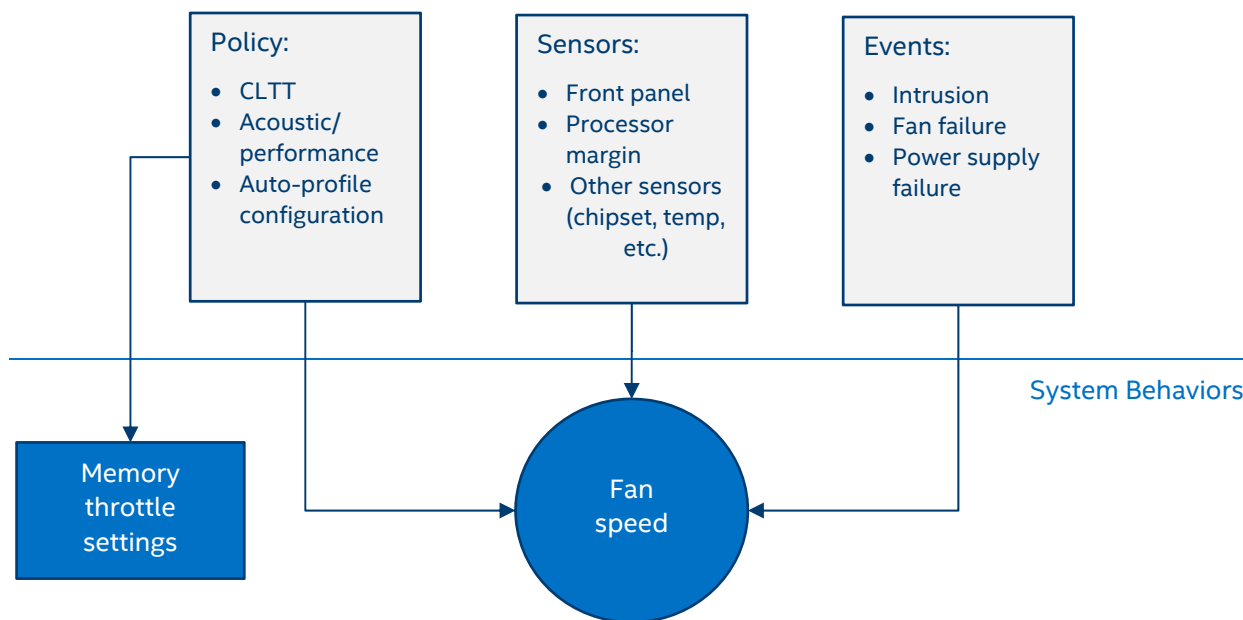 Policy:
• CLTT
• Acoustic/
performance
• Auto-profile
configuration
Sensors:
• Front panel
• Processor
margin
• Other sensors
(chipset, temp,
etc.)
Events:
• Intrusion
• Fan failure
• Power supply
failure
System Behaviors
Memory
throttle
settings
Fan
speed